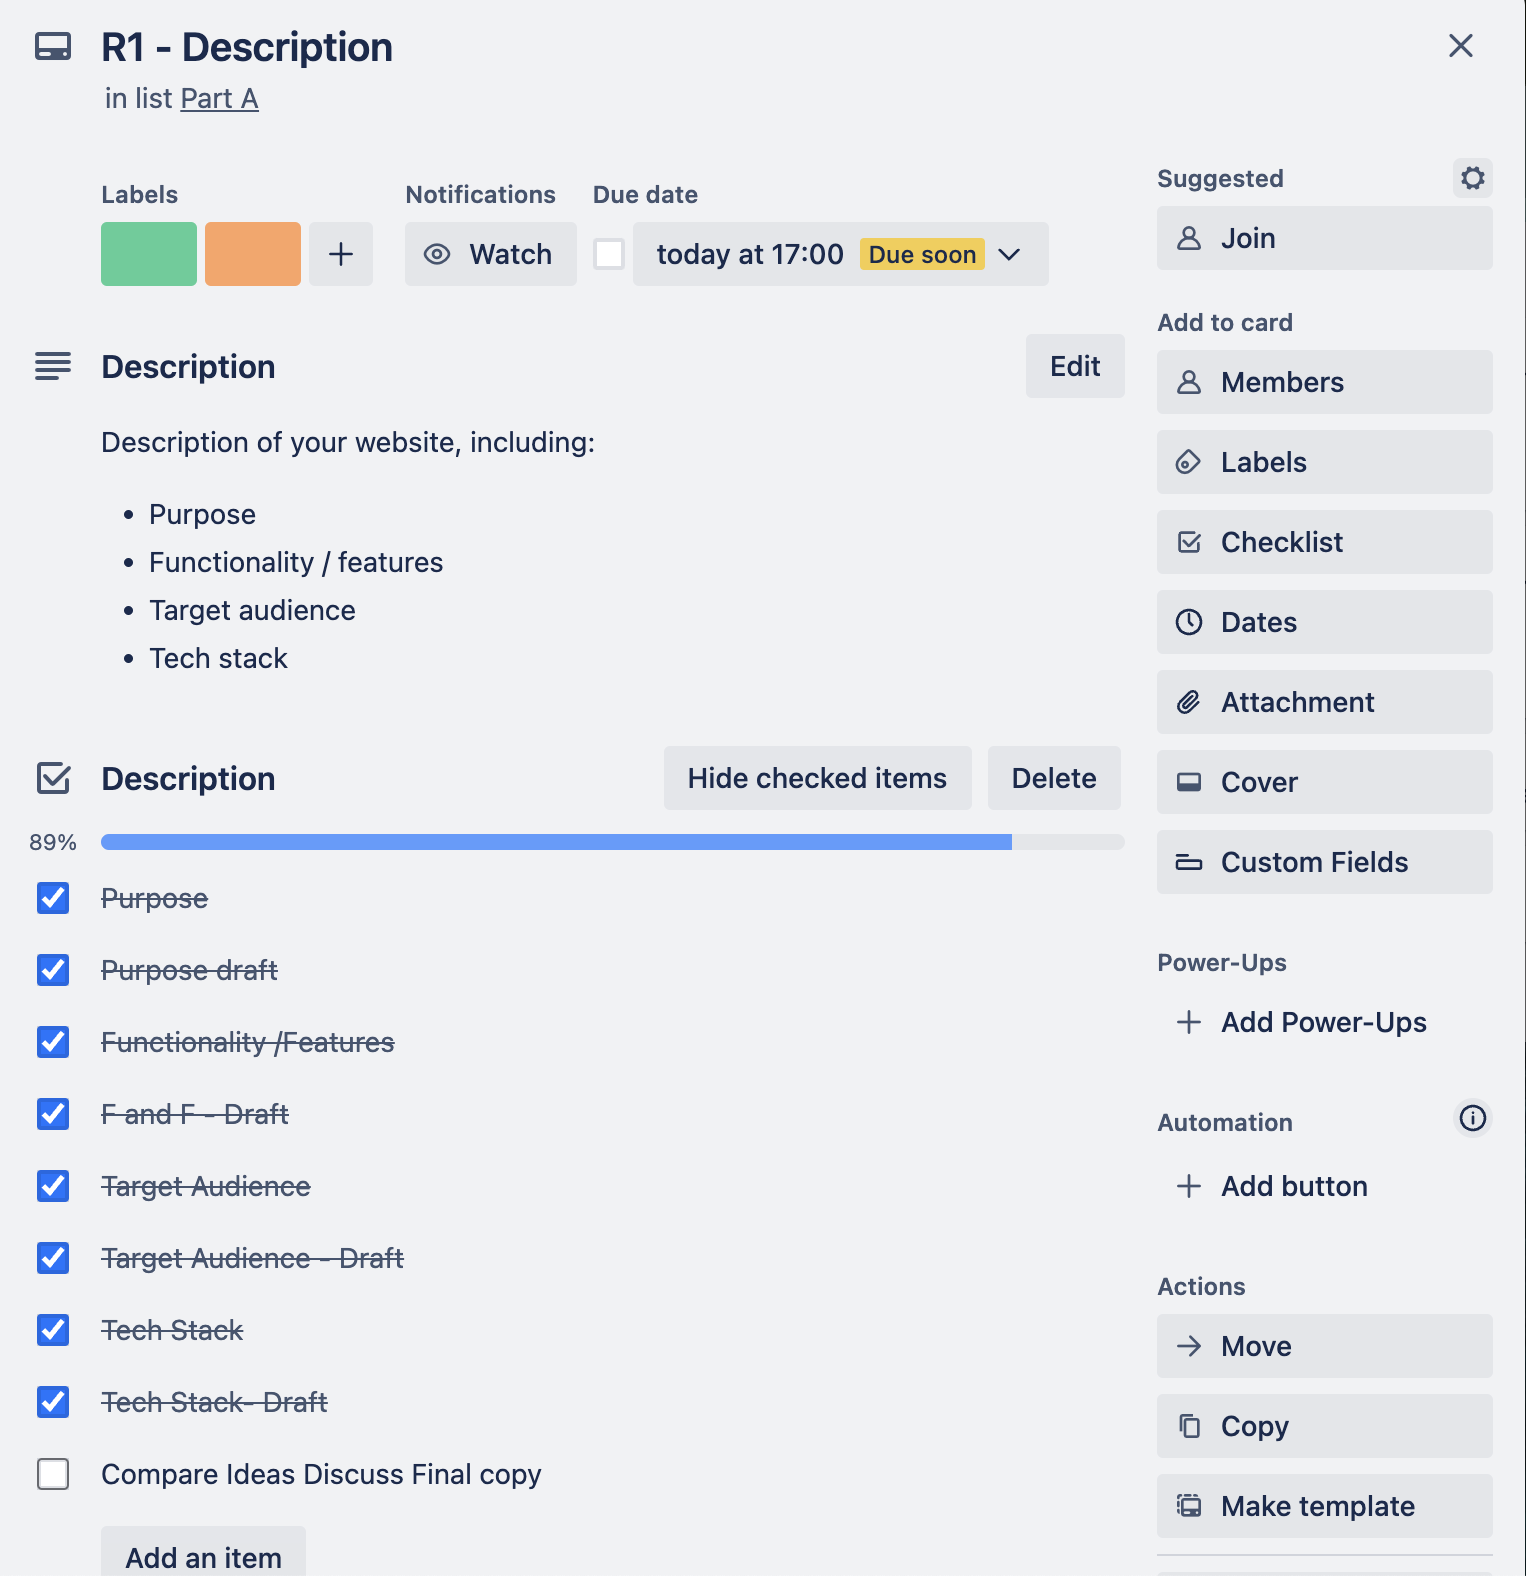 R1 - Description
in list Part A
Labels
Notifications
Due date
Watch
today at 17:00 Due soon
Description
Edit
Description of your website, including:
• Purpose
• Functionality / features
• Target audience
• Tech stack
Description
Hide checked items
Delete
89%
Purpose
Purpose draft
Functionality /Features
F and F - Draft
Target Audience
Target Audience - Draft
Tech Stack
Tech Stack- Draft
Compare Ideas Discuss Final copy
Add an item
Suggested
Join
Add to card
Members
Labels
Checklist
Dates
Attachment
Cover
Custom Fields
Power-Ups
Add Power-Ups
Automation
Add button
Actions
Move
Copy
Make template